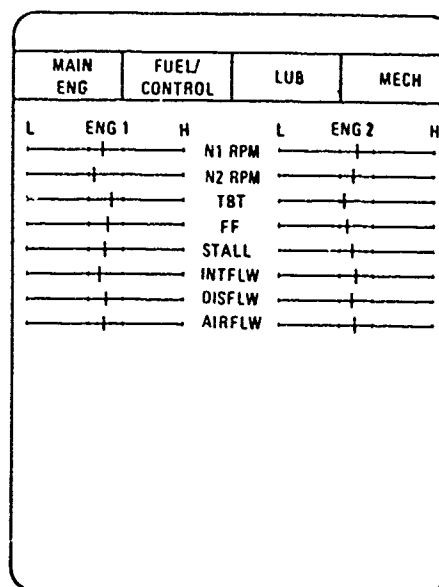 MAIN ENG FUEL/ CONTROL LUB MECH
L ENG 1 H L ENG 2 H
N1 RPM
N2 RPM
TBT
FF
STALL
INTFLW
DISFLW
AIRFLW